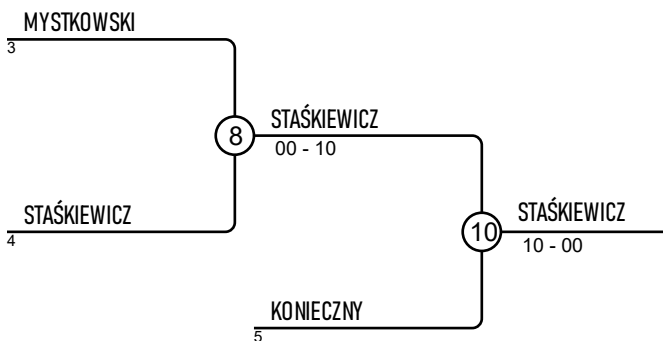 MYSTKOWSKI
3
8
STAŚKIEWICZ
00 - 10
STAŚKIEWICZ
4
10
STAŚKIEWICZ
10 - 00
KONIECZNY
5